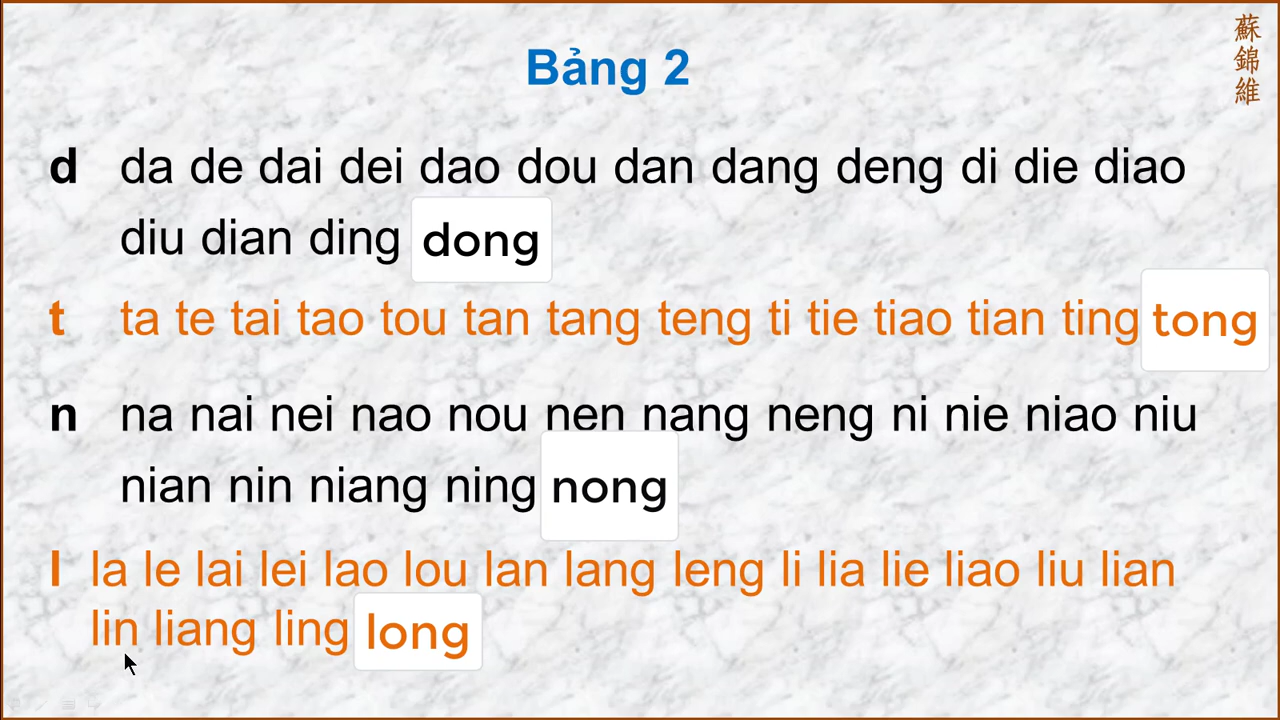 Bảng 2
蘇錦維
d da de dai dei dao dou dan dang deng di die diao
diu dian ding dong
t ta te tai tao tou tan tang teng ti tie tiao tian ting tong
n na nai nei nao nou nen nang neng ni nie niao niu
nian nin niang ning nong
l la le lai lei lao lou lan lang leng li lia lie liao liu lian
lin liang ling long